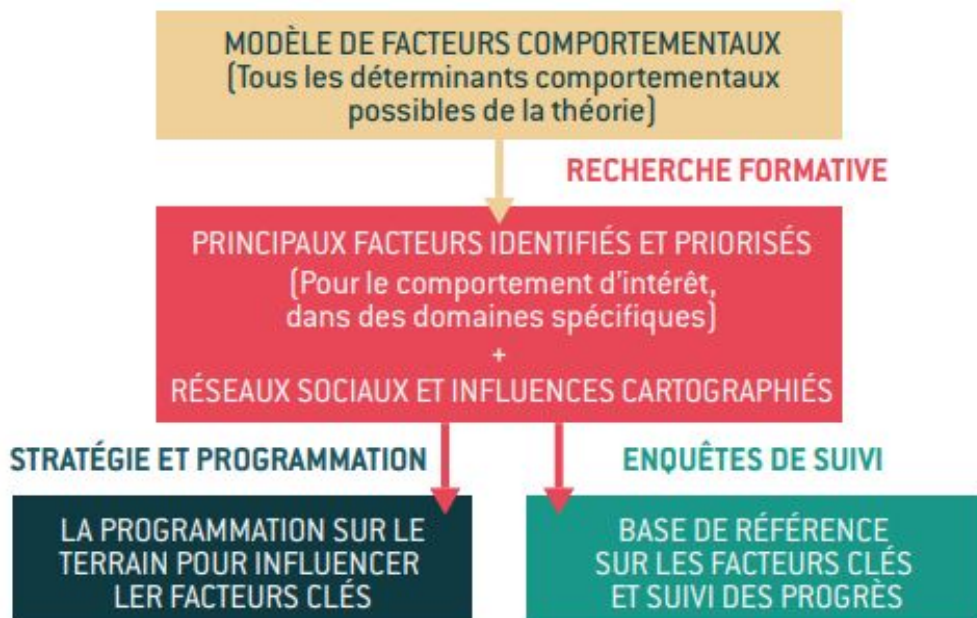 MODÈLE DE FACTEURS COMPORTEMENTAUX
(Tous les déterminants comportementaux
possibles de la théorie)
RECHERCHE FORMATIVE
PRINCIPAUX FACTEURS IDENTIFIÉS ET PRIORISÉS
(Pour le comportement d'intérêt,
dans des domaines spécifiques)
+
RÉSEAUX SOCIAUX ET INFLUENCES CARTOGRAPHIÉS
STRATÉGIE ET PROGRAMMATION
ENQUÊTES DE SUIVI
LA PROGRAMMATION SUR LE
TERRAIN POUR INFLUENCER
LER FACTEURS CLÉS
BASE DE RÉFÉRENCE
SUR LES FACTEURS CLÉS
ET SUIVI DES PROGRÈS